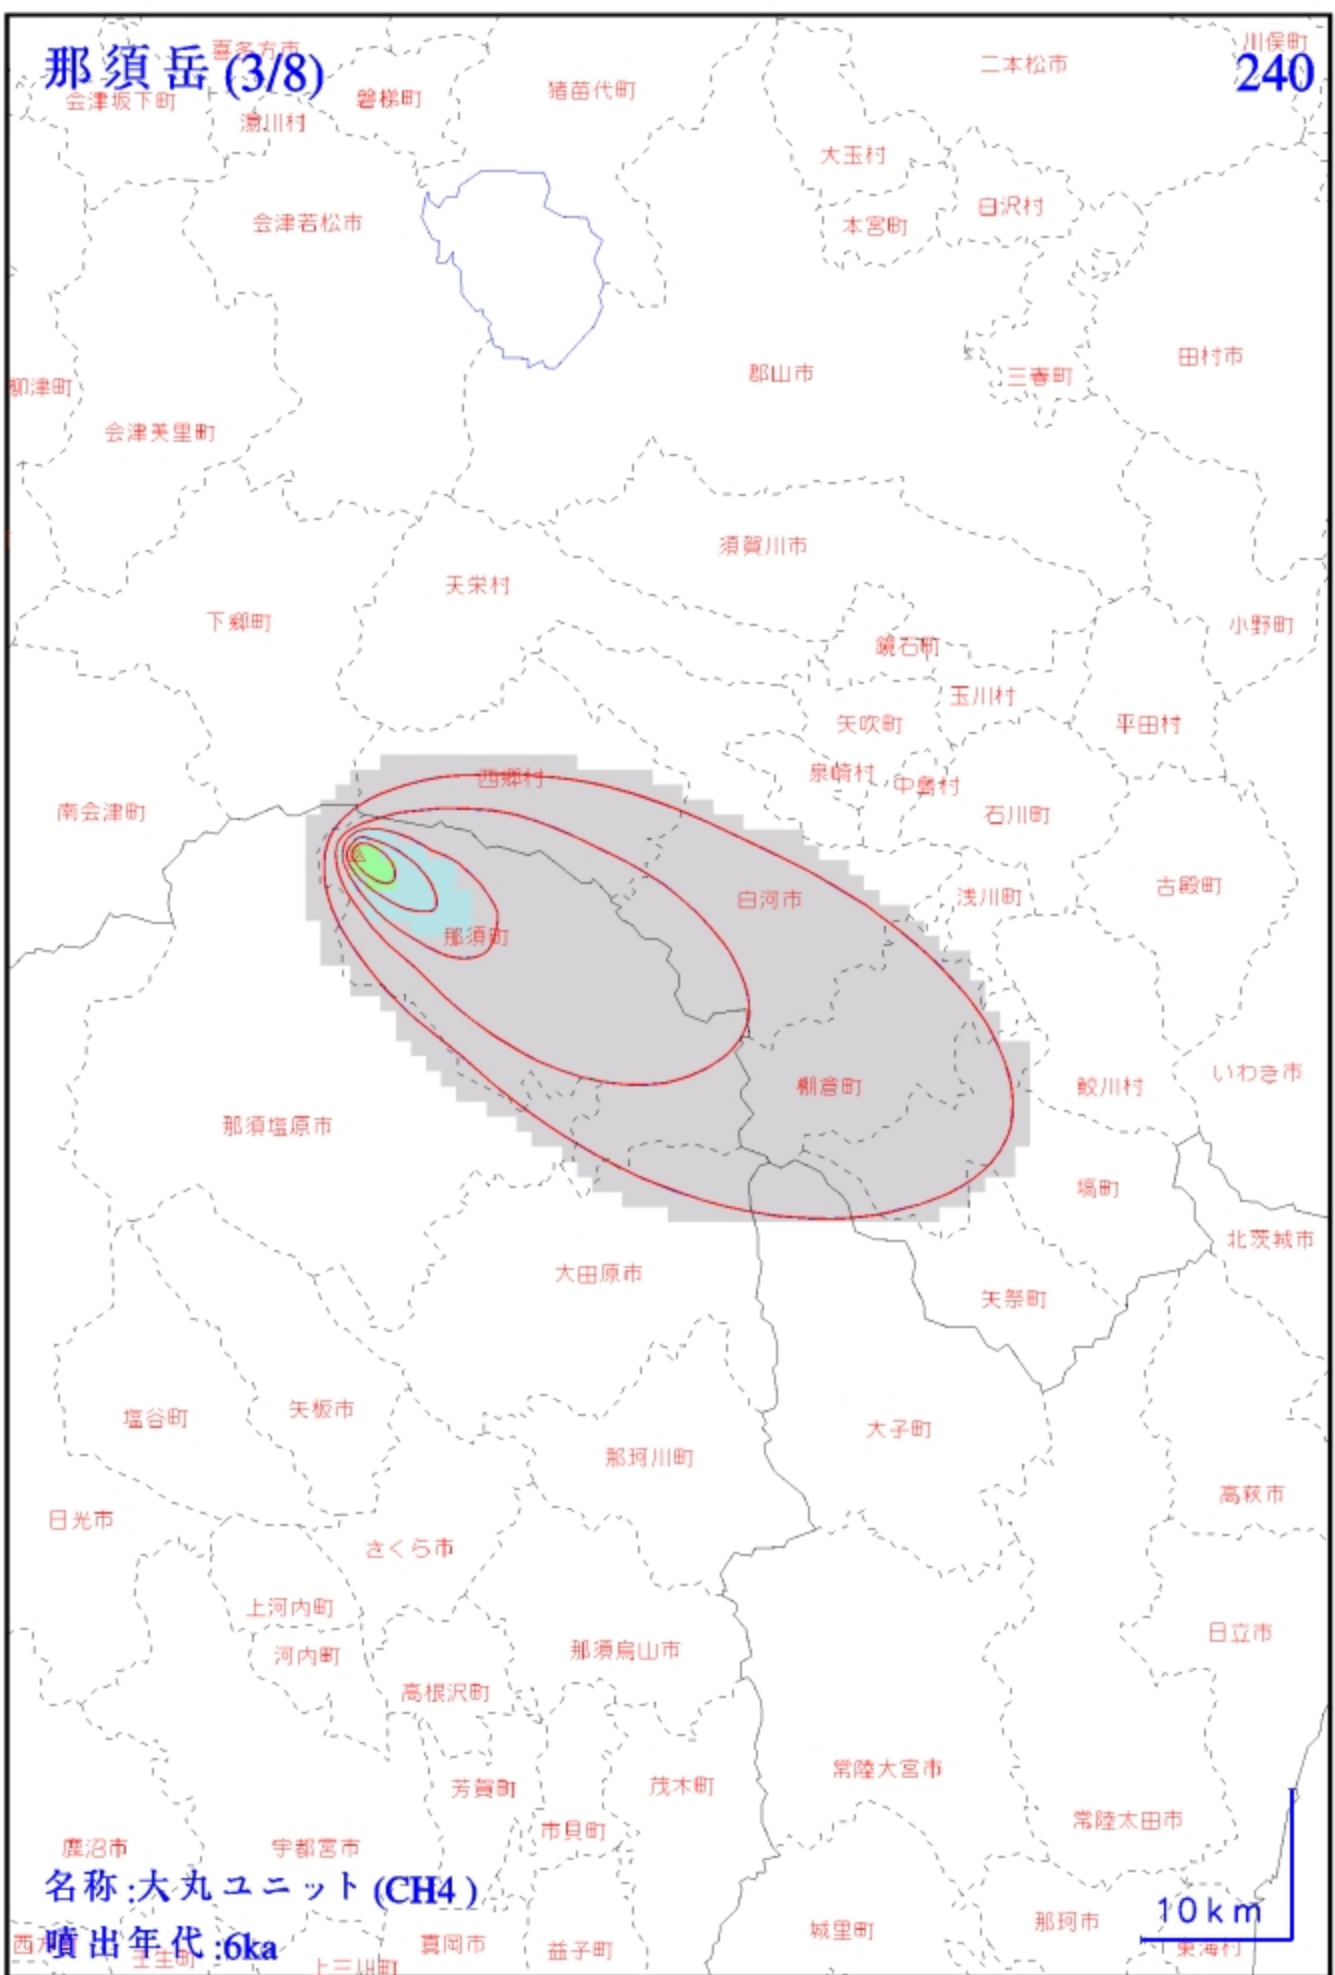 那須岳(3/8)
240
喜多方市
川俣町
二本松市
会津坂下町
磐梯町
猪苗代町
湯川村
大玉村
会津若松市
本宮町
白沢村
柳津町
会津美里町
郡山市
三春町
田村市
須賀川市
天栄村
下郷町
小野町
鏡石町
玉川村
矢吹町
平田村
西郷村
泉崎村
中島村
南会津町
石川町
白河市
浅川町
古殿町
那須町
棚倉町
鮫川村
いわき市
那須塩原市
塙町
北茨城市
大田原市
矢祭町
塩谷町
矢板市
大子町
那珂川町
高萩市
日光市
さくら市
上河内町
河内町
那須烏山市
日立市
高根沢町
芳賀町
茂木町
常陸大宮市
市貝町
常陸太田市
鹿沼市
宇都宮市
名称:大丸ユニット(CH4 )
10km
城里町
那珂市
噴出年代:6ka
壬生町
上三川町
真岡市
益子町
東海村